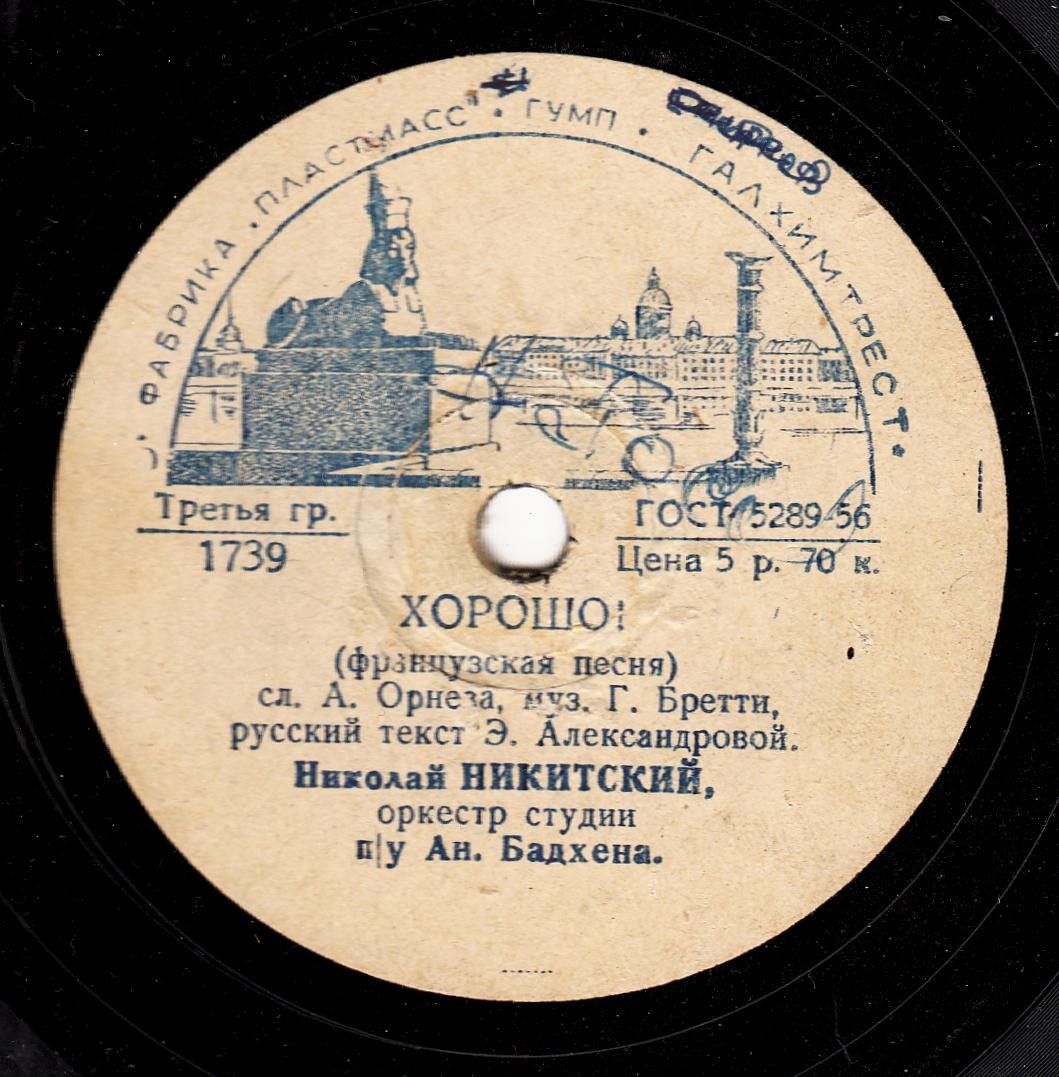 ФАБРИКА „ПЛАСТМАСС" • ГУМП • ГАЛХИМТРЕСТ •
Третья гр.
1739
ГОСТ 5289-56
Цена 5 р. 70 к.
ХОРОШО!
(французская песня)
сл. А. Орнеза, муз. Г. Бретти,
русский текст Э. Александровой.
Николай НИКИТСКИЙ,
оркестр студии
п/у Ан. Бадхена.